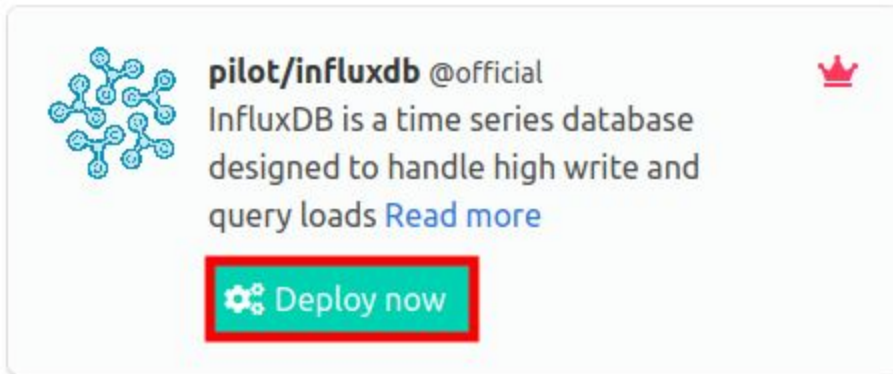 pilot/influxdb @official
InfluxDB is a time series database
designed to handle high write and
query loads Read more
Deploy now